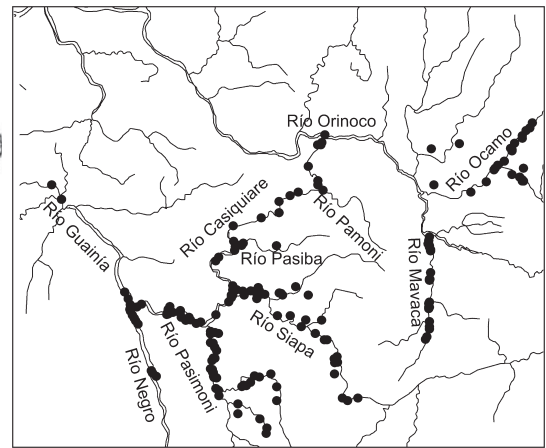 Río Orinoco
Río Ocamo
Río Casiquiare
Río Pamoni
Río Guainía
Río Pasiba
Río Mavaca
Río Siapa
Río Pasimoni
Río Negro